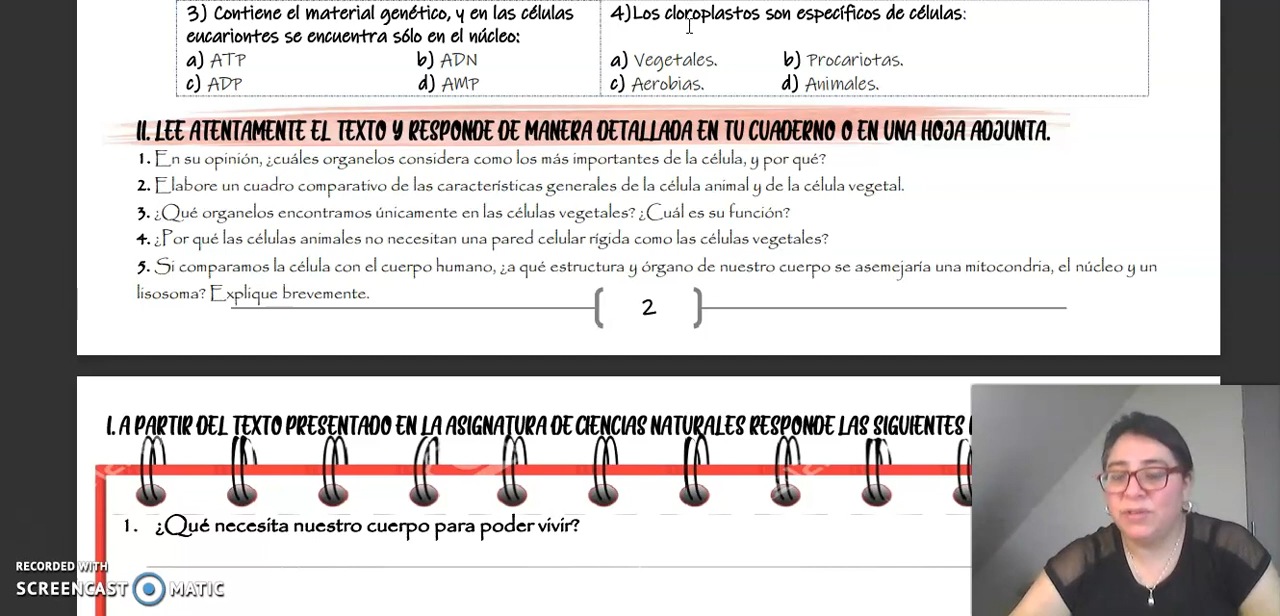 3) Contiene el material genético, y en las células
eucariontes se encuentra sólo en el núcleo:
a) ATP b) ADN
c) ADP d) AMP
4)Los cloroplastos son específicos de células:
a) Vegetales. b) Procariotas.
c) Aerobias. d) Animales.
II. LEE ATENTAMENTE EL TEXTO Y RESPONDE DE MANERA DETALLADA EN TU CUADERNO O EN UNA HOJA ADJUNTA.
1. En su opinión, ¿cuáles organelos considera como los más importantes de la célula, y por qué?
2. Elabore un cuadro comparativo de las características generales de la célula animal y de la célula vegetal.
3. ¿Qué organelos encontramos únicamente en las células vegetales? ¿Cuál es su función?
4. ¿Por qué las células animales no necesitan una pared celular rígida como las células vegetales?
5. Si comparamos la célula con el cuerpo humano, ¿a qué estructura y órgano de nuestro cuerpo se asemejaría una mitocondria, el núcleo y un
lisosoma? Explique brevemente.
2
I. A PARTIR DEL TEXTO PRESENTADO EN LA ASIGNATURA DE CIENCIAS NATURALES RESPONDE LAS SIGUIENTES
1. ¿Qué necesita nuestro cuerpo para poder vivir?
RECORDED WITH
SCREENCAST MATIC